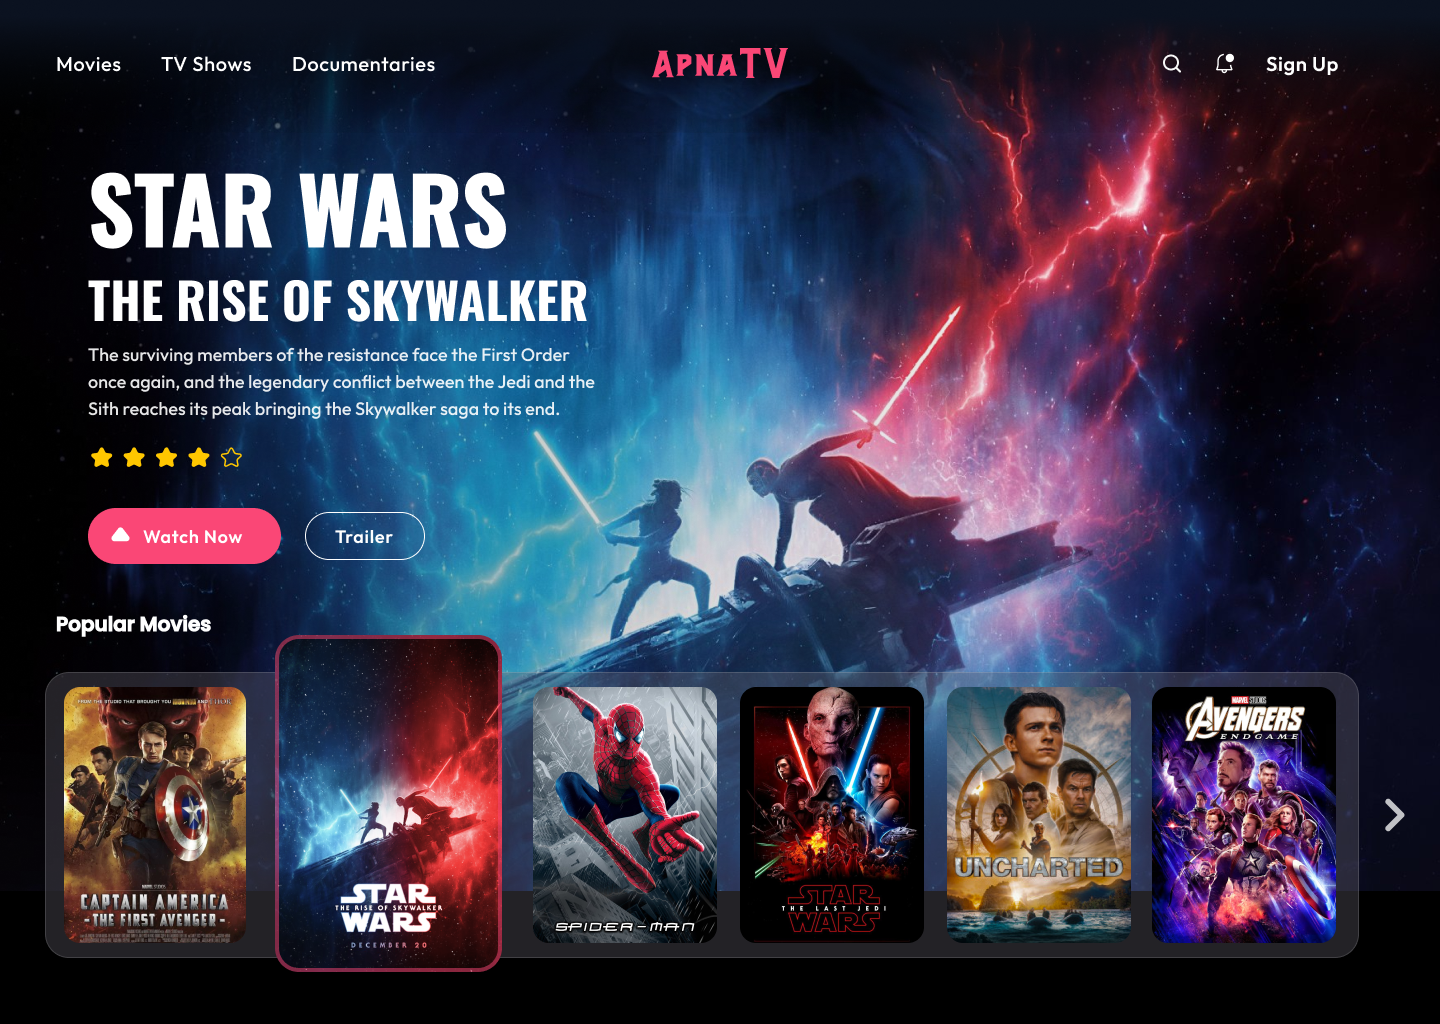 Movies TV Shows Documentaries
APNATV
Sign Up
STAR WARS
THE RISE OF SKYWALKER
The surviving members of the resistance face the First Order
once again, and the legendary conflict between the Jedi and the
Sith reaches its peak bringing the Skywalker saga to its end.
Watch Now
Trailer
Popular Movies
FROM THE STUDIO THAT BROUGHT YOU
AND THOR
CAPTAIN AMERICA
-THE FIRST AVENGER-
STAR
THE RISE OF SKYWALKER
WARS
DECEMBER 20
SPIDER-MAN
STAR
THE LAST JEDI
WARS
UNCHARTED
MARVEL STUDIOS
AVENGERS
ENDGAME